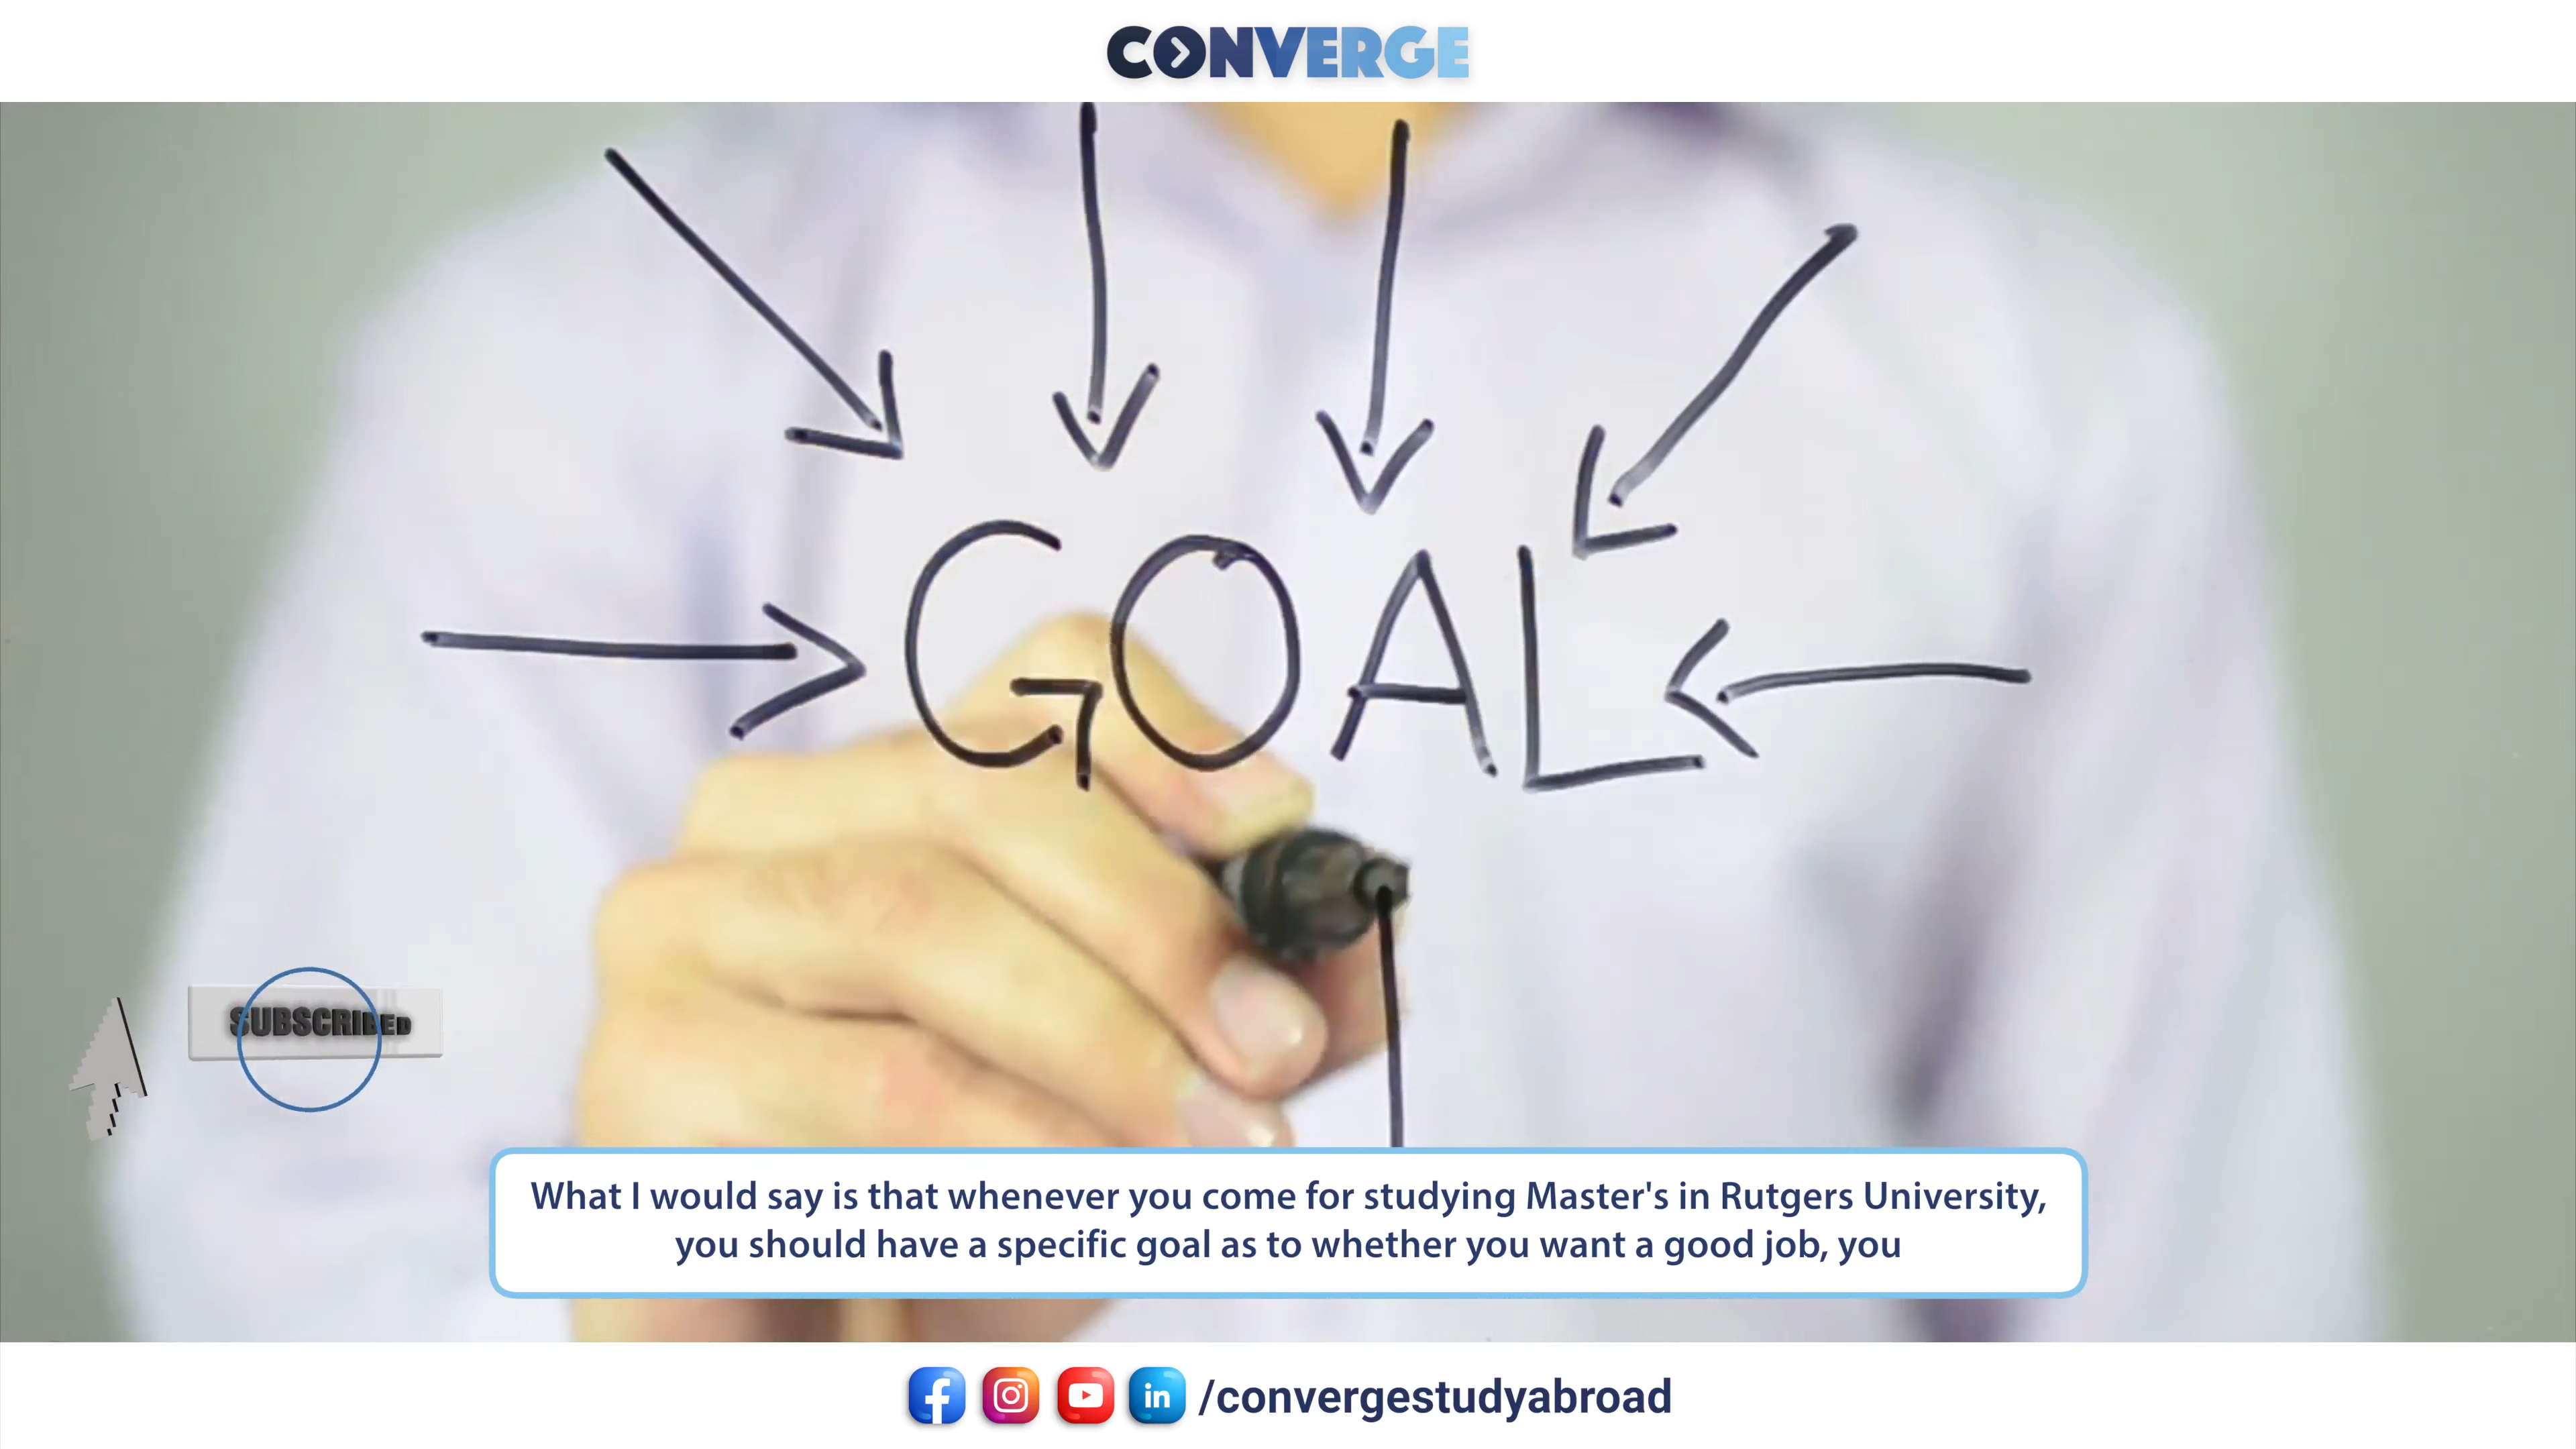 CONVERGE
GOAL
SUBSCRIBED
What I would say is that whenever you come for studying Master's in Rutgers University,
you should have a specific goal as to whether you want a good job, you
/convergestudyabroad